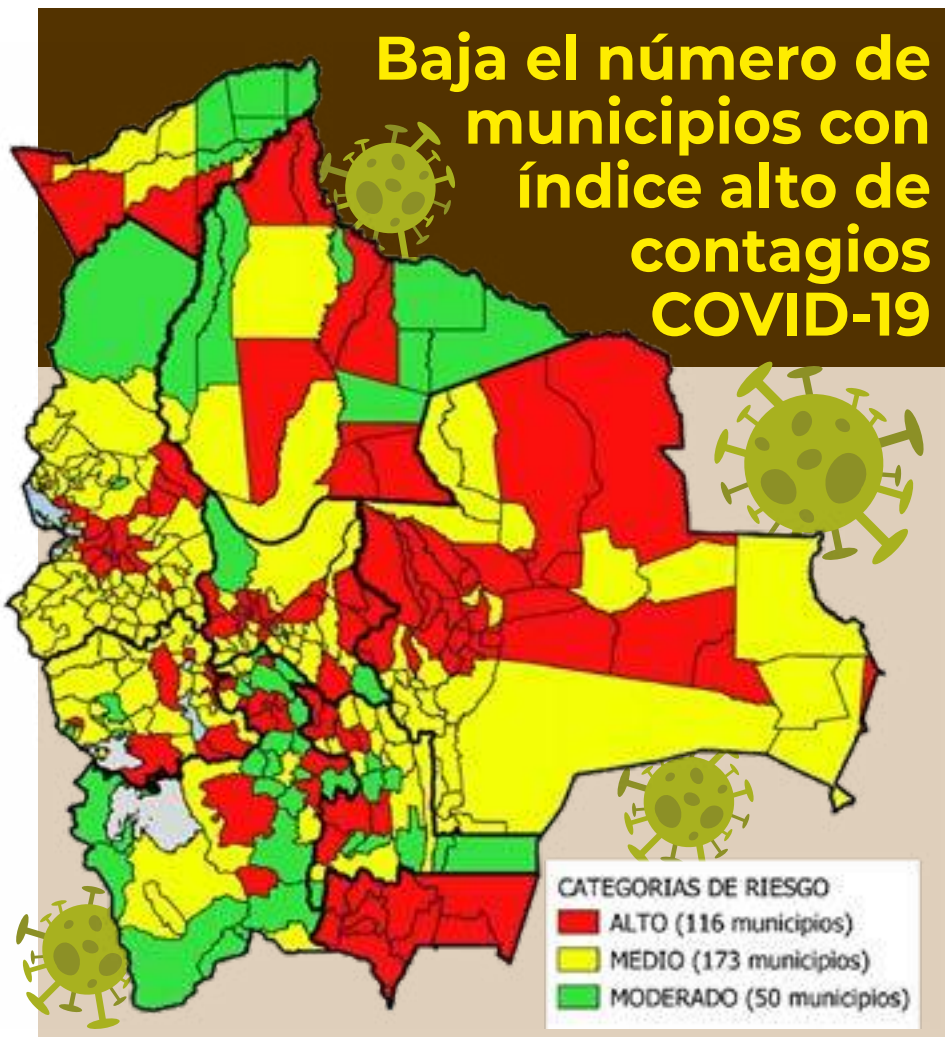 Baja el número de
municipios con
índice alto de
contagios
COVID-19
CATEGORIAS DE RIESGO
ALTO (116 municipios)
MEDIO (173 municipios)
MODERADO (50 municipios)